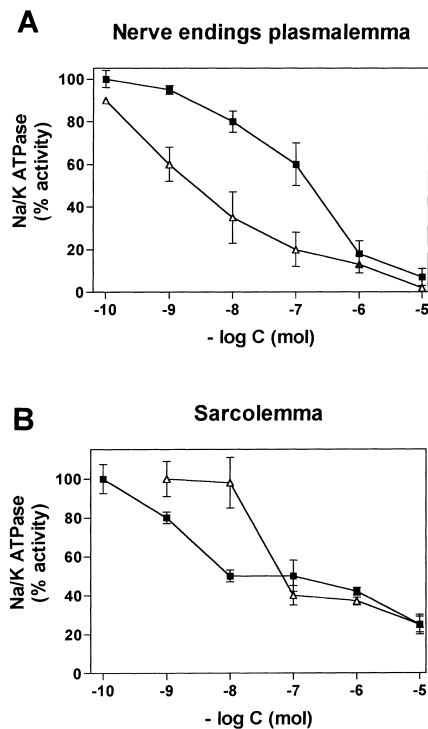 A
Nerve endings plasmalemma
Na/K ATPase
(% activity)
100
80
60
40
20
0
-10 -9 -8 -7 -6 -5
- log C (mol)
B
Sarcolemma
Na/K ATPase
(% activity)
100
80
60
40
20
0
-10 -9 -8 -7 -6 -5
- log C (mol)